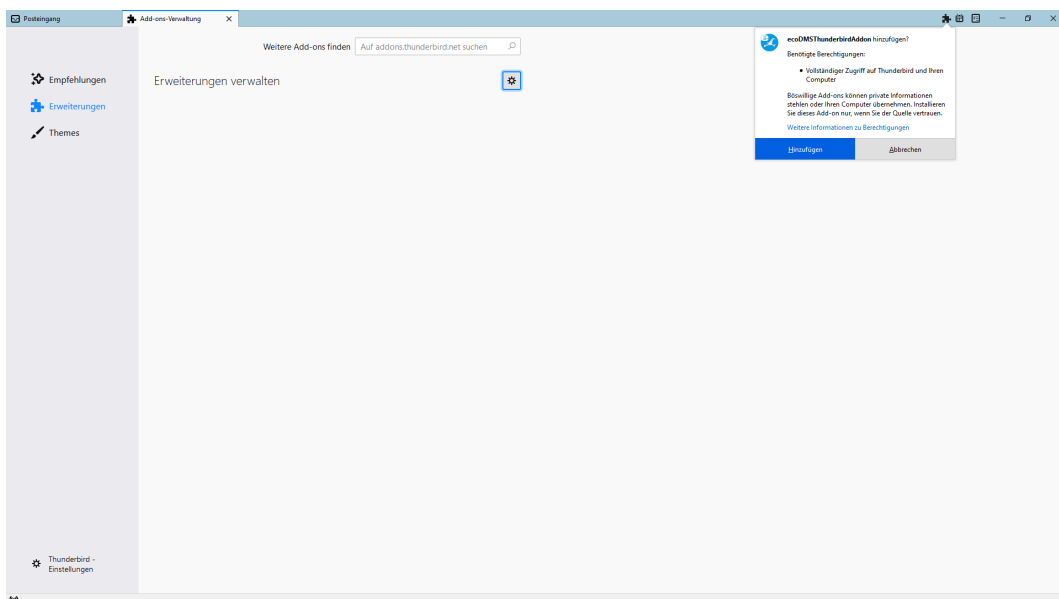 Posteingang
Add-ons-Verwaltung
Weitere Add-ons finden
Auf addons.thunderbird.net suchen
Empfehlungen
Erweiterungen
Themes
Erweiterungen verwalten
ecoDMSThunderbirdAddon hinzufügen?
Benötigte Berechtigungen:
Vollständiger Zugriff auf Thunderbird und Ihren
Computer
Böswillige Add-ons können private Informationen
stehlen oder Ihren Computer übernehmen. Installieren
Sie dieses Add-on nur, wenn Sie der Quelle vertrauen.
Weitere Informationen zu Berechtigungen
Hinzufügen
Abbrechen
Thunderbird -
Einstellungen